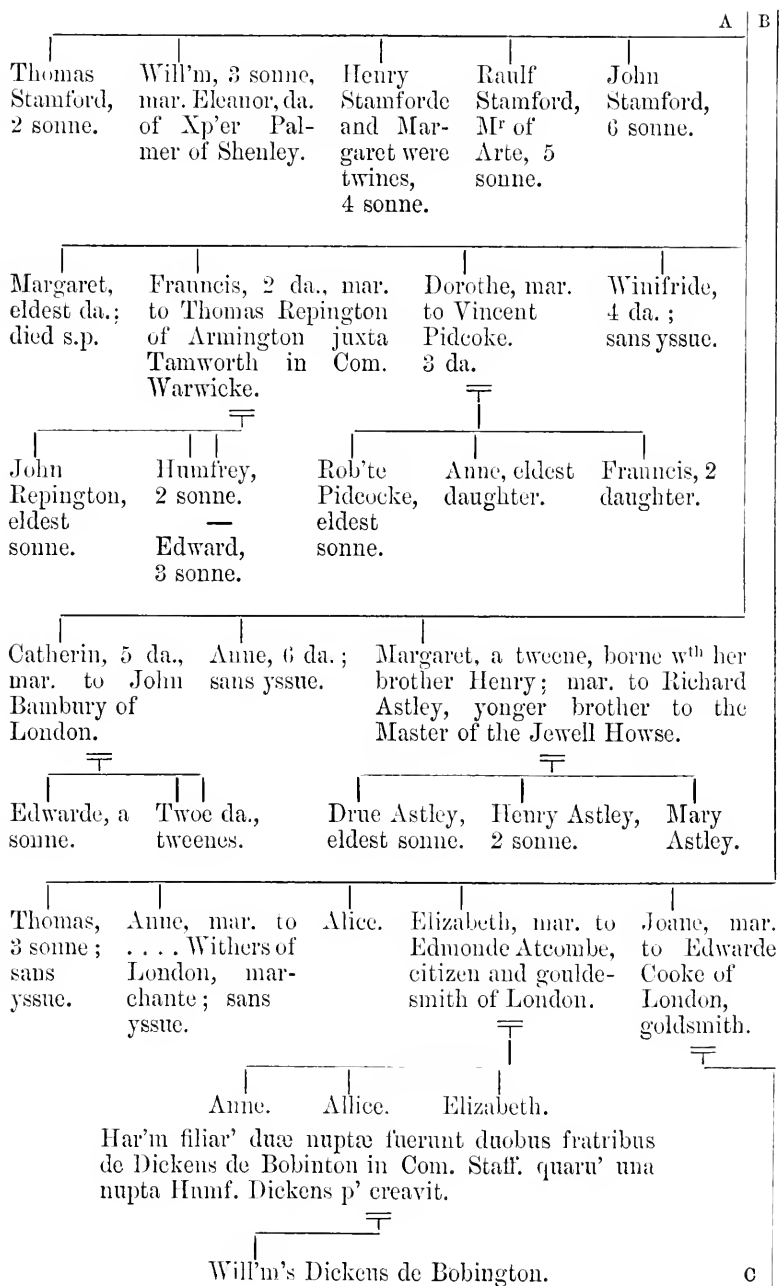 A B
Thomas
Stamford,
2 sonne.
Will'm, 3 sonne,
mar. Eleanor, da.
of Xp'er Pal-
mer of Shenley.
Henry
Stamforde
and Mar-
garet were
twines,
4 sonne.
Raulf
Stamford,
Mr of
Arte, 5
sonne.
John
Stamford,
6 sonne.
Margaret,
eldest da.;
died s.p.
Frauncis, 2 da., mar.
to Thomas Repington
of Armington juxta
Tamworth in Com.
Warwicke.
Dorothe, mar.
to Vincent
Pidcoke.
3 da.
Winifride,
4 da. ;
sans yssue.
John
Repington,
eldest
sonne.
Humfrey,
2 sonne.
—
Edward,
3 sonne.
Rob'te
Pidcocke,
eldest
sonne.
Anne, eldest
daughter.
Frauncis, 2
daughter.
Catherin, 5 da.,
mar. to John
Bambury of
London.
Anne, 6 da. ;
sans yssue.
Margaret, a tweene, borne wth her
brother Henry; mar. to Richard
Astley, yonger brother to the
Master of the Jewell Howse.
Edwarde, a
sonne.
Twoe da.,
tweenes.
Drue Astley,
eldest sonne.
Henry Astley,
2 sonne.
Mary
Astley.
Thomas,
3 sonne ;
sans
yssue.
Anne, mar. to
. . . . Withers of
London, mar-
chante ; sans
yssue.
Alice.
Elizabeth, mar. to
Edmonde Atcombe,
citizen and goulde-
smith of London.
Joane, mar.
to Edwarde
Cooke of
London,
goldsmith.
Anne. Allice. Elizabeth.
Har'm filiar' duæ nuptæ fuerunt duobus fratribus
de Dickens de Bobinton in Com. Staff. quaru' una
nupta Humf. Dickens p' creavit.
Will'm's Dickens de Bobington.
C